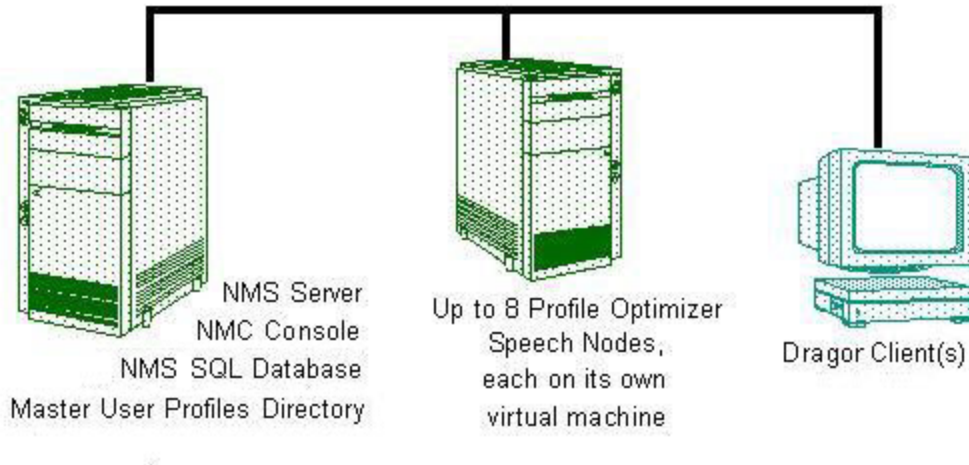 NMS Server
NMC Console
NMS SQL Database
Master User Profiles Directory
Up to 8 Profile Optimizer
Speech Nodes,
each on its own
virtual machine
Dragor Client(s)